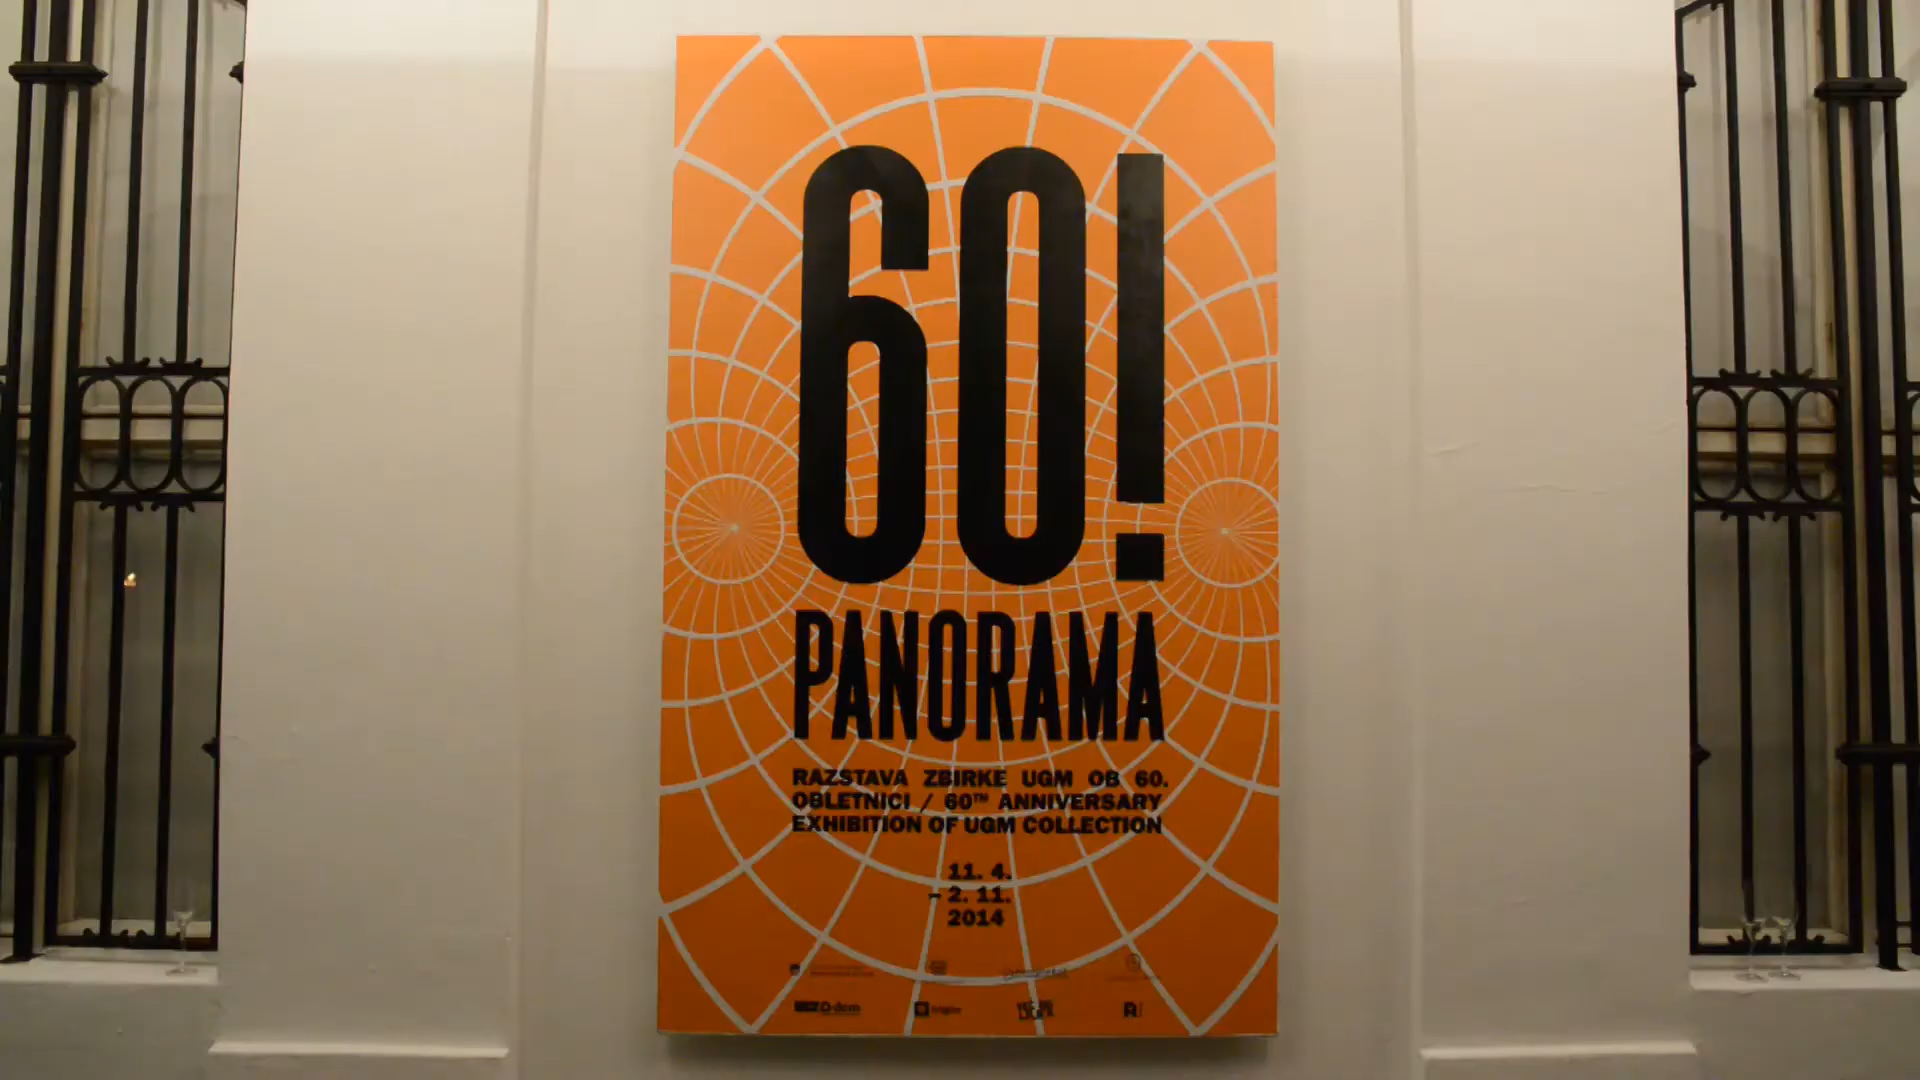 60!
PANORAMA
RAZSTAVA ZBIRKE UGM OB 60.
OBLETNICI / 60TH ANNIVERSARY
EXHIBITION OF UGM COLLECTION
11. 4.
– 2. 11.
2014